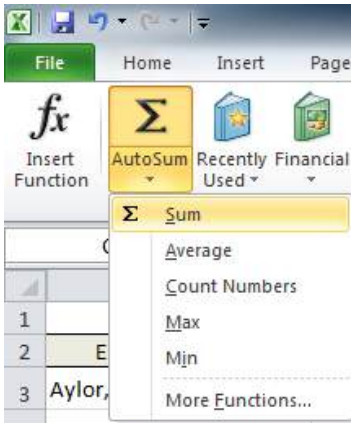 File Home Insert Page
fx Σ
Insert AutoSum Recently Financial
Function Used
Σ Sum
Average
Count Numbers
Max
Min
More Functions...
1
2 E
3 Aylor,